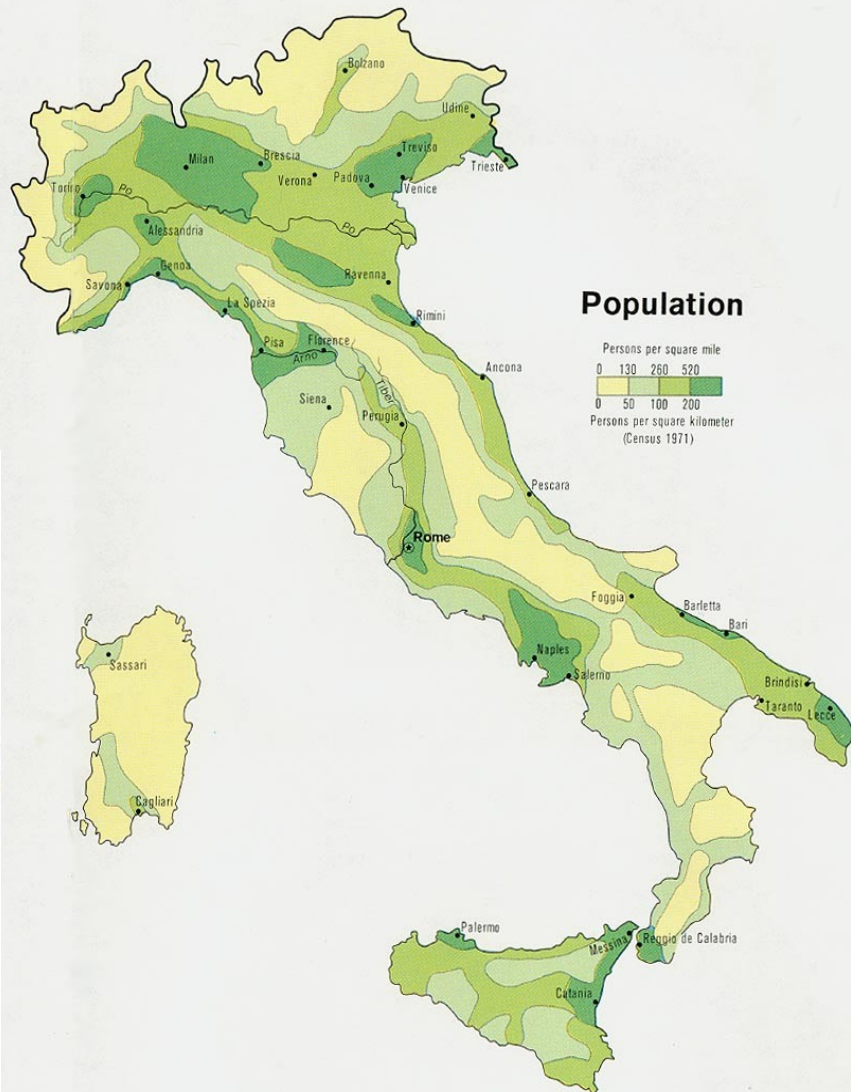 Bolzano
Udine
Treviso
Brescia
Milan
Trieste
Verona
Padova
Venice
Torino
Po
Po
Alessandria
Genoa
Ravenna
Savona
La Spezia
Rimini
Pisa
Florence
Arno
Ancona
Tiber
Siena
Perugia
Pescara
Rome
Foggia
Barletta
Bari
Naples
Salerno
Brindisi
Taranto
Lecce
Sassari
Cagliari
Palermo
Messina
Reggio de Calabria
Catania
Population
Persons per square mile
0 130 260 520
0 50 100 200
Persons per square kilometer
(Census 1971)